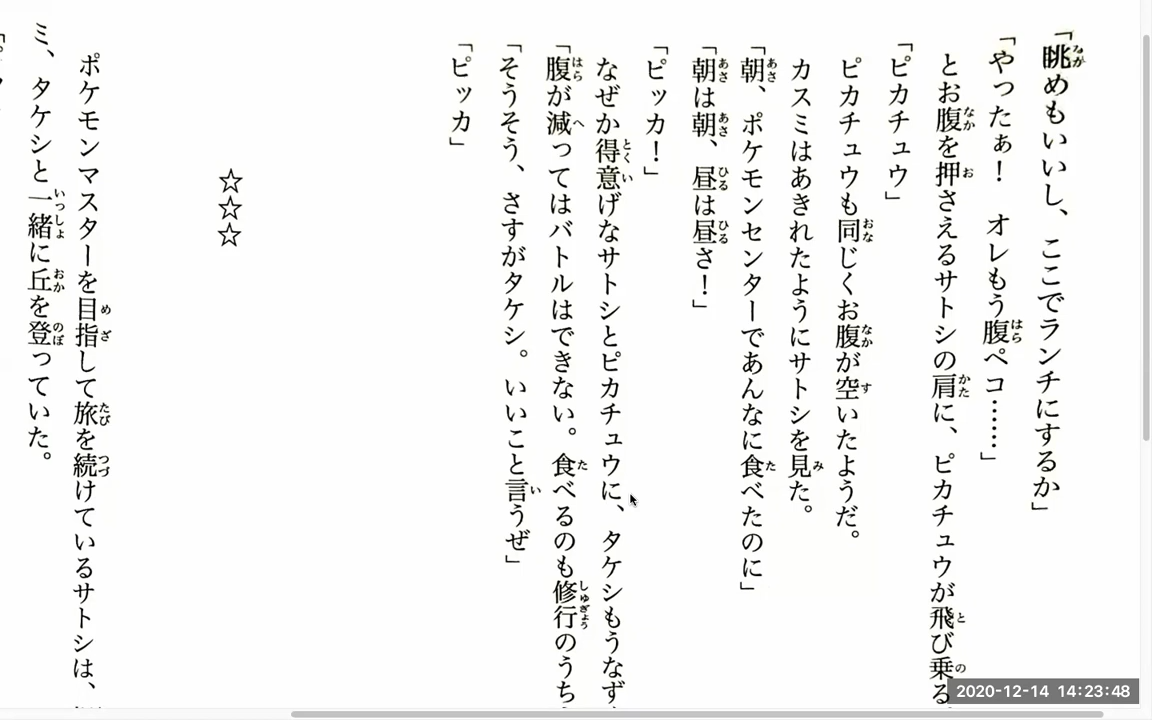 「眺めもいいし、ここでランチにするか」
「やったぁ！　オレもう腹ペコ……」
とお腹を押さえるサトシの肩に、ピカチュウが飛び乗る
「ピカチュウ」
ピカチュウも同じくお腹が空いたようだ。
カスミはあきれたようにサトシを見た。
「朝、ポケモンセンターであんなに食べたのに」
「朝は朝、昼は昼さ！」
「ピッカ！」
なぜか得意げなサトシとピカチュウに、タケシもうなず
「腹が減ってはバトルはできない。食べるのも修行のうち
「そうそう、さすがタケシ。いいこと言うぜ」
「ピッカ」
☆☆☆
ポケモンマスターを目指して旅を続けているサトシは、
ミ、タケシと一緒に丘を登っていた。
2020-12-14 14:23:48